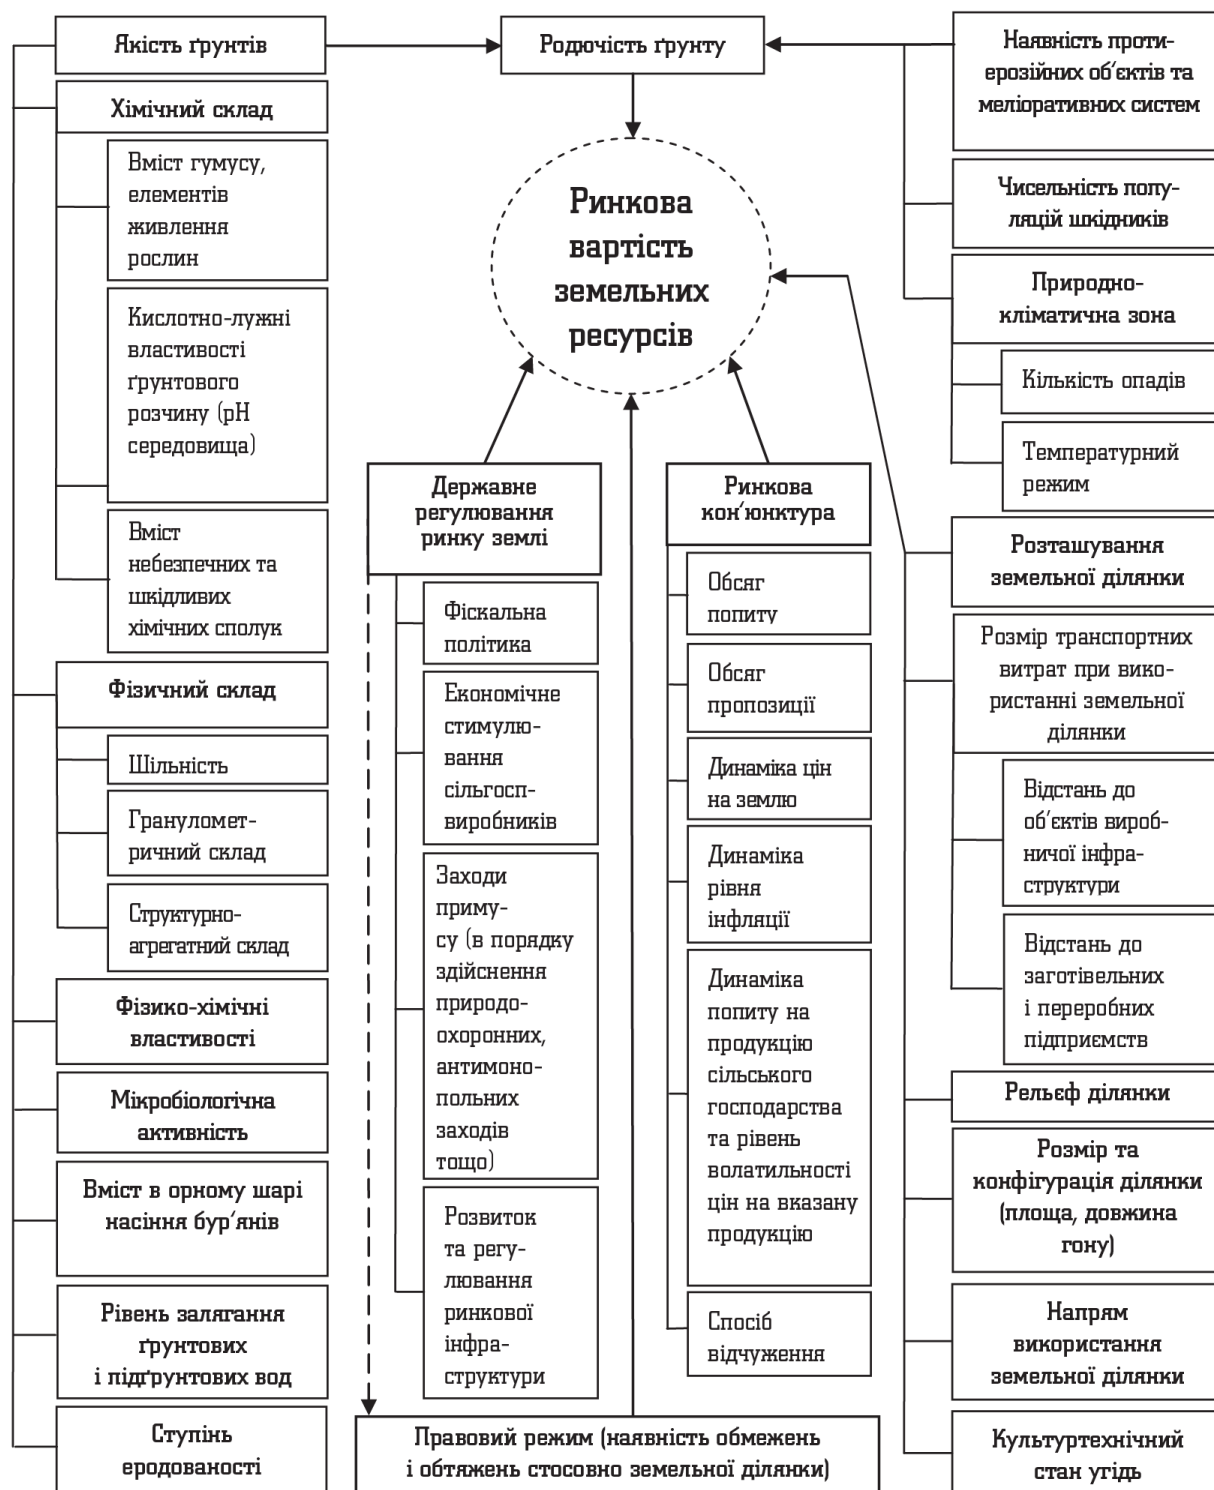 Якість ґрунтів
Родючість ґрунту
Наявність проти-
ерозійних об’єктів та
меліоративних систем
Хімічний склад
Вміст гумусу,
елементів
живлення
рослин
Кислотно-лужні
властивості
ґрунтового
розчину (рН
середовища)
Вміст
небезпечних та
шкідливих
хімічних сполук
Фізичний склад
Шільність
Грануломет-
ричний склад
Структурно-
агрегатний склад
Фізико-хімічні
властивості
Мікробіологічна
активність
Вміст в орному шарі
насіння бур’янів
Рівень залягання
ґрунтових
і підґрунтових вод
Ступінь
еродованості
Ринкова
вартість
земельних
ресурсів
Державне
регулювання
ринку землі
Фіскальна
політика
Економічне
стимулю-
вання
сільгосп-
виробників
Заходи
приму-
су (в порядку
здійснення
природо-
охоронних,
антимоно-
польних
заходів
тощо)
Розвиток
та регу-
лювання
ринкової
інфра-
структури
Ринкова
кон’юнктура
Обсяг
попиту
Обсяг
пропозиції
Динаміка цін
на землю
Динаміка
рівня
інфляції
Динаміка
попиту на
продукцію
сільського
господарства
та рівень
волатильності
цін на вказану
продукцію
Спосіб
відчуження
Правовий режим (наявність обмежень
і обтяжень стосовно земельної ділянки)
Чисельність попу-
ляцій шкідників
Природно-
кліматична зона
Кількість опадів
Температурний
режим
Розташування
земельної ділянки
Розмір транспортних
витрат при вико-
ристанні земельної
ділянки
Відстань до
об’єктів вироб-
ничої інфра-
структури
Відстань до
заготівельних
і переробних
підприємств
Рельєф ділянки
Розмір та
конфігурація ділянки
(площа, довжина
гону)
Напрям
використання
земельної ділянки
Культуртехнічний
стан угідь